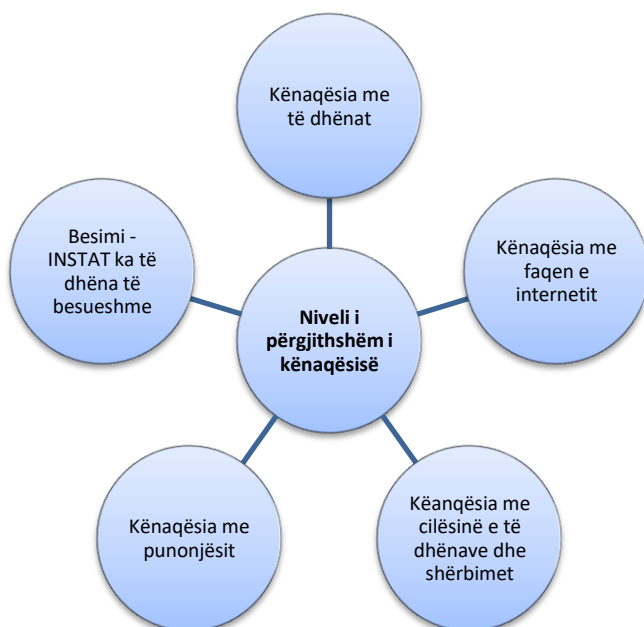 Kënaqësia me
të dhënat
Besimi -
INSTAT ka të
dhëna të
besueshme
Kënaqësia me
faqen e
internetit
Niveli i
përgjithshëm i
kënaqësisë
Kënaqësia me
punonjësit
Këanqësia me
cilësinë e të
dhënave dhe
shërbimet